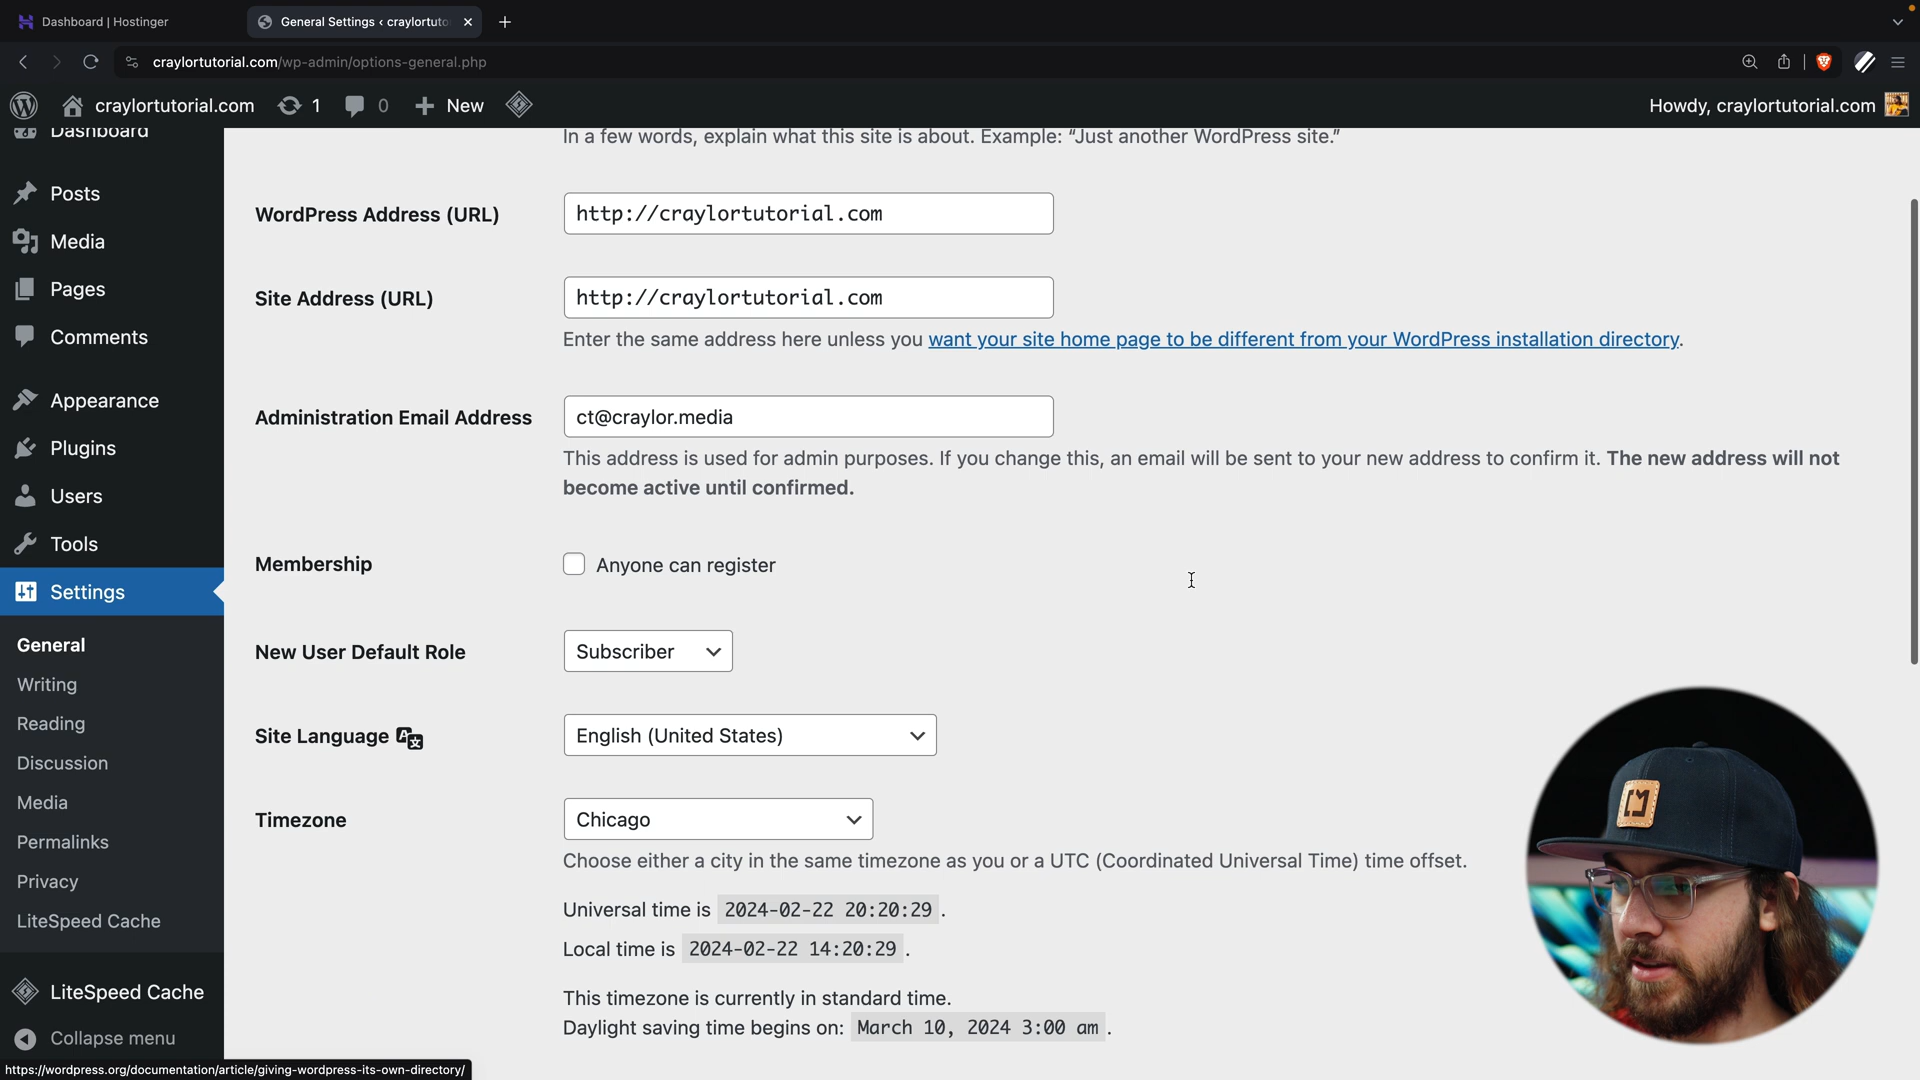 Dashboard | Hostinger
General Settings ‹ craylortuto
craylortutorial.com/wp-admin/options-general.php
craylortutorial.com
1
0
New
Howdy, craylortutorial.com
Dashboard
Posts
Media
Pages
Comments
Appearance
Plugins
Users
Tools
Settings
General
Writing
Reading
Discussion
Media
Permalinks
Privacy
LiteSpeed Cache
LiteSpeed Cache
Collapse menu
In a few words, explain what this site is about. Example: “Just another WordPress site.”
WordPress Address (URL)
http://craylortutorial.com
Site Address (URL)
http://craylortutorial.com
Enter the same address here unless you want your site home page to be different from your WordPress installation directory.
Administration Email Address
ct@craylor.media
This address is used for admin purposes. If you change this, an email will be sent to your new address to confirm it. The new address will not
become active until confirmed.
Membership
Anyone can register
New User Default Role
Subscriber
Site Language
English (United States)
Timezone
Chicago
Choose either a city in the same timezone as you or a UTC (Coordinated Universal Time) time offset.
Universal time is 2024-02-22 20:20:29 .
Local time is 2024-02-22 14:20:29 .
This timezone is currently in standard time.
Daylight saving time begins on: March 10, 2024 3:00 am .
https://wordpress.org/documentation/article/giving-wordpress-its-own-directory/